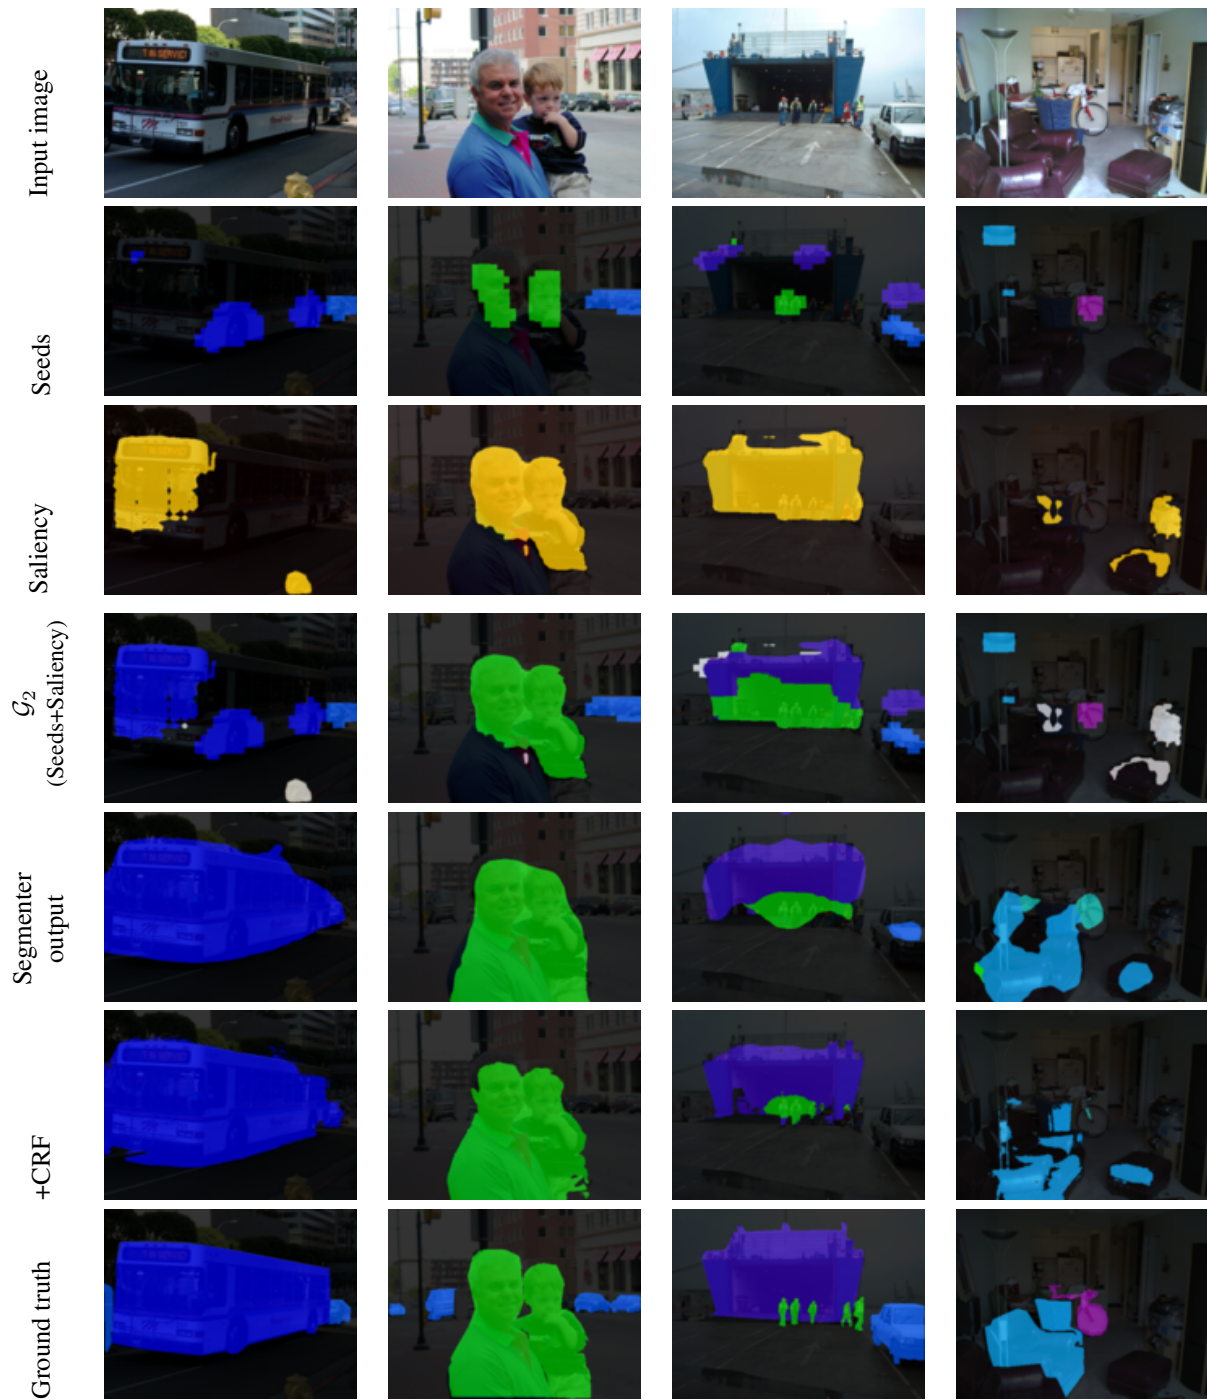 Input image
Seeds
Saliency
𝒢₂
(Seeds+Saliency)
Segmenter
output
+CRF
Ground truth